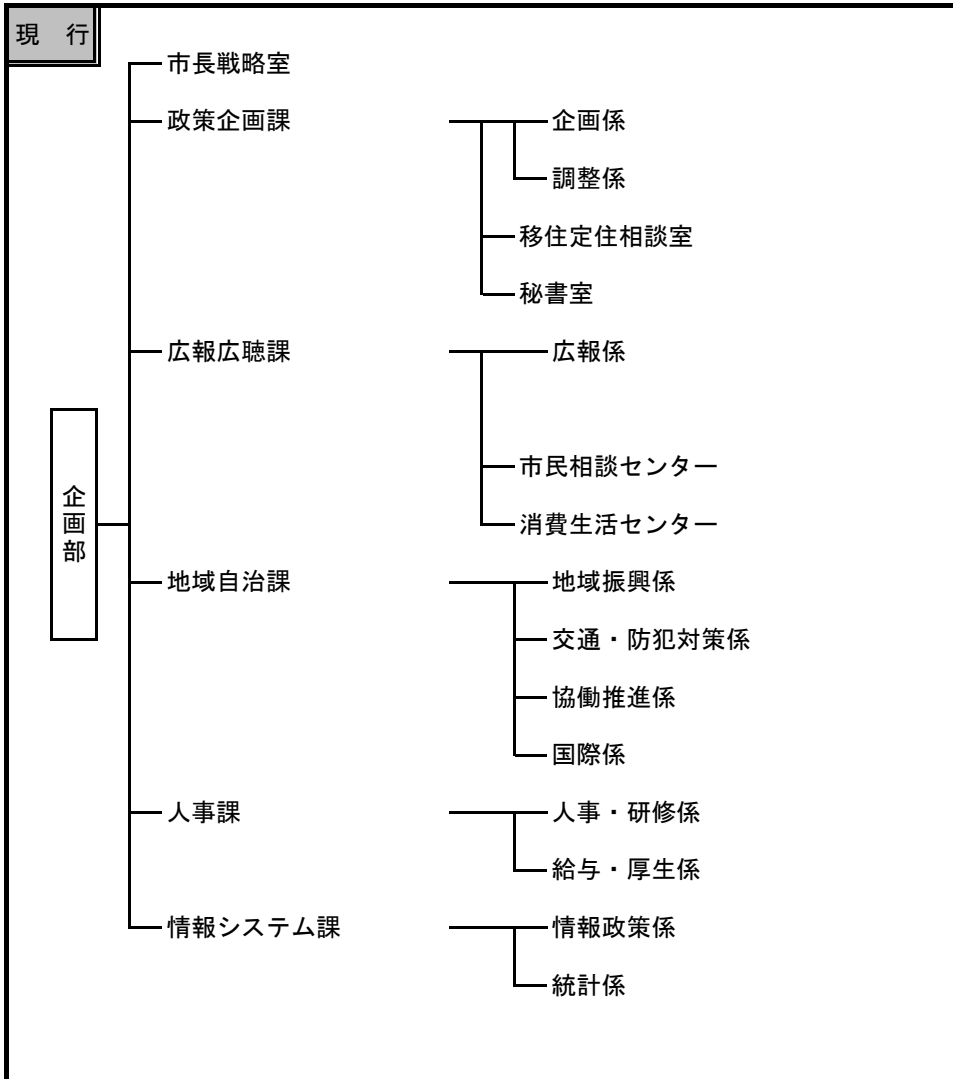 現　行
市長戦略室
政策企画課
企画係
調整係
移住定住相談室
秘書室
広報広聴課
広報係
市民相談センター
消費生活センター
企画部
地域自治課
地域振興係
交通・防犯対策係
協働推進係
国際係
人事課
人事・研修係
給与・厚生係
情報システム課
情報政策係
統計係